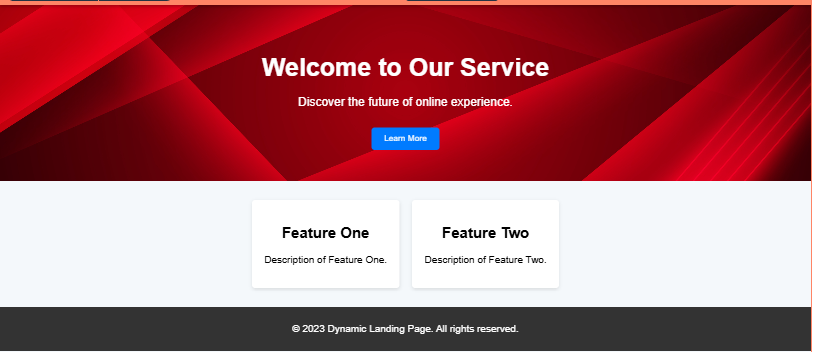 Welcome to Our Service
Discover the future of online experience.
Learn More
Feature One
Description of Feature One.
Feature Two
Description of Feature Two.
© 2023 Dynamic Landing Page. All rights reserved.